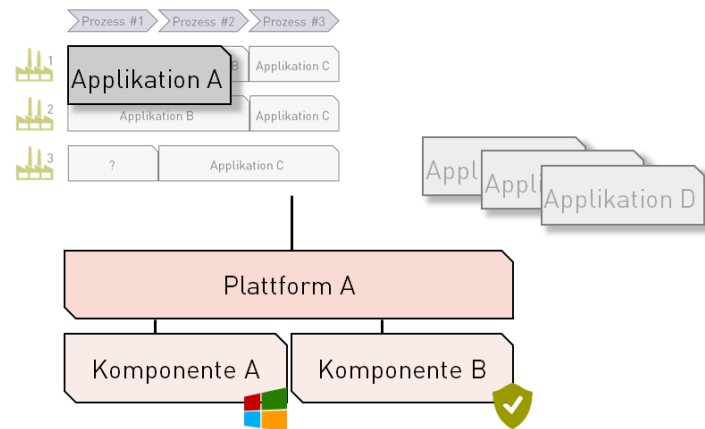 Prozess #1 Prozess #2 Prozess #3
1
Applikation A B Applikation C
2
Applikation B Applikation C
3
? Applikation C
Appl
Appli
Applikation D
Plattform A
Komponente A Komponente B